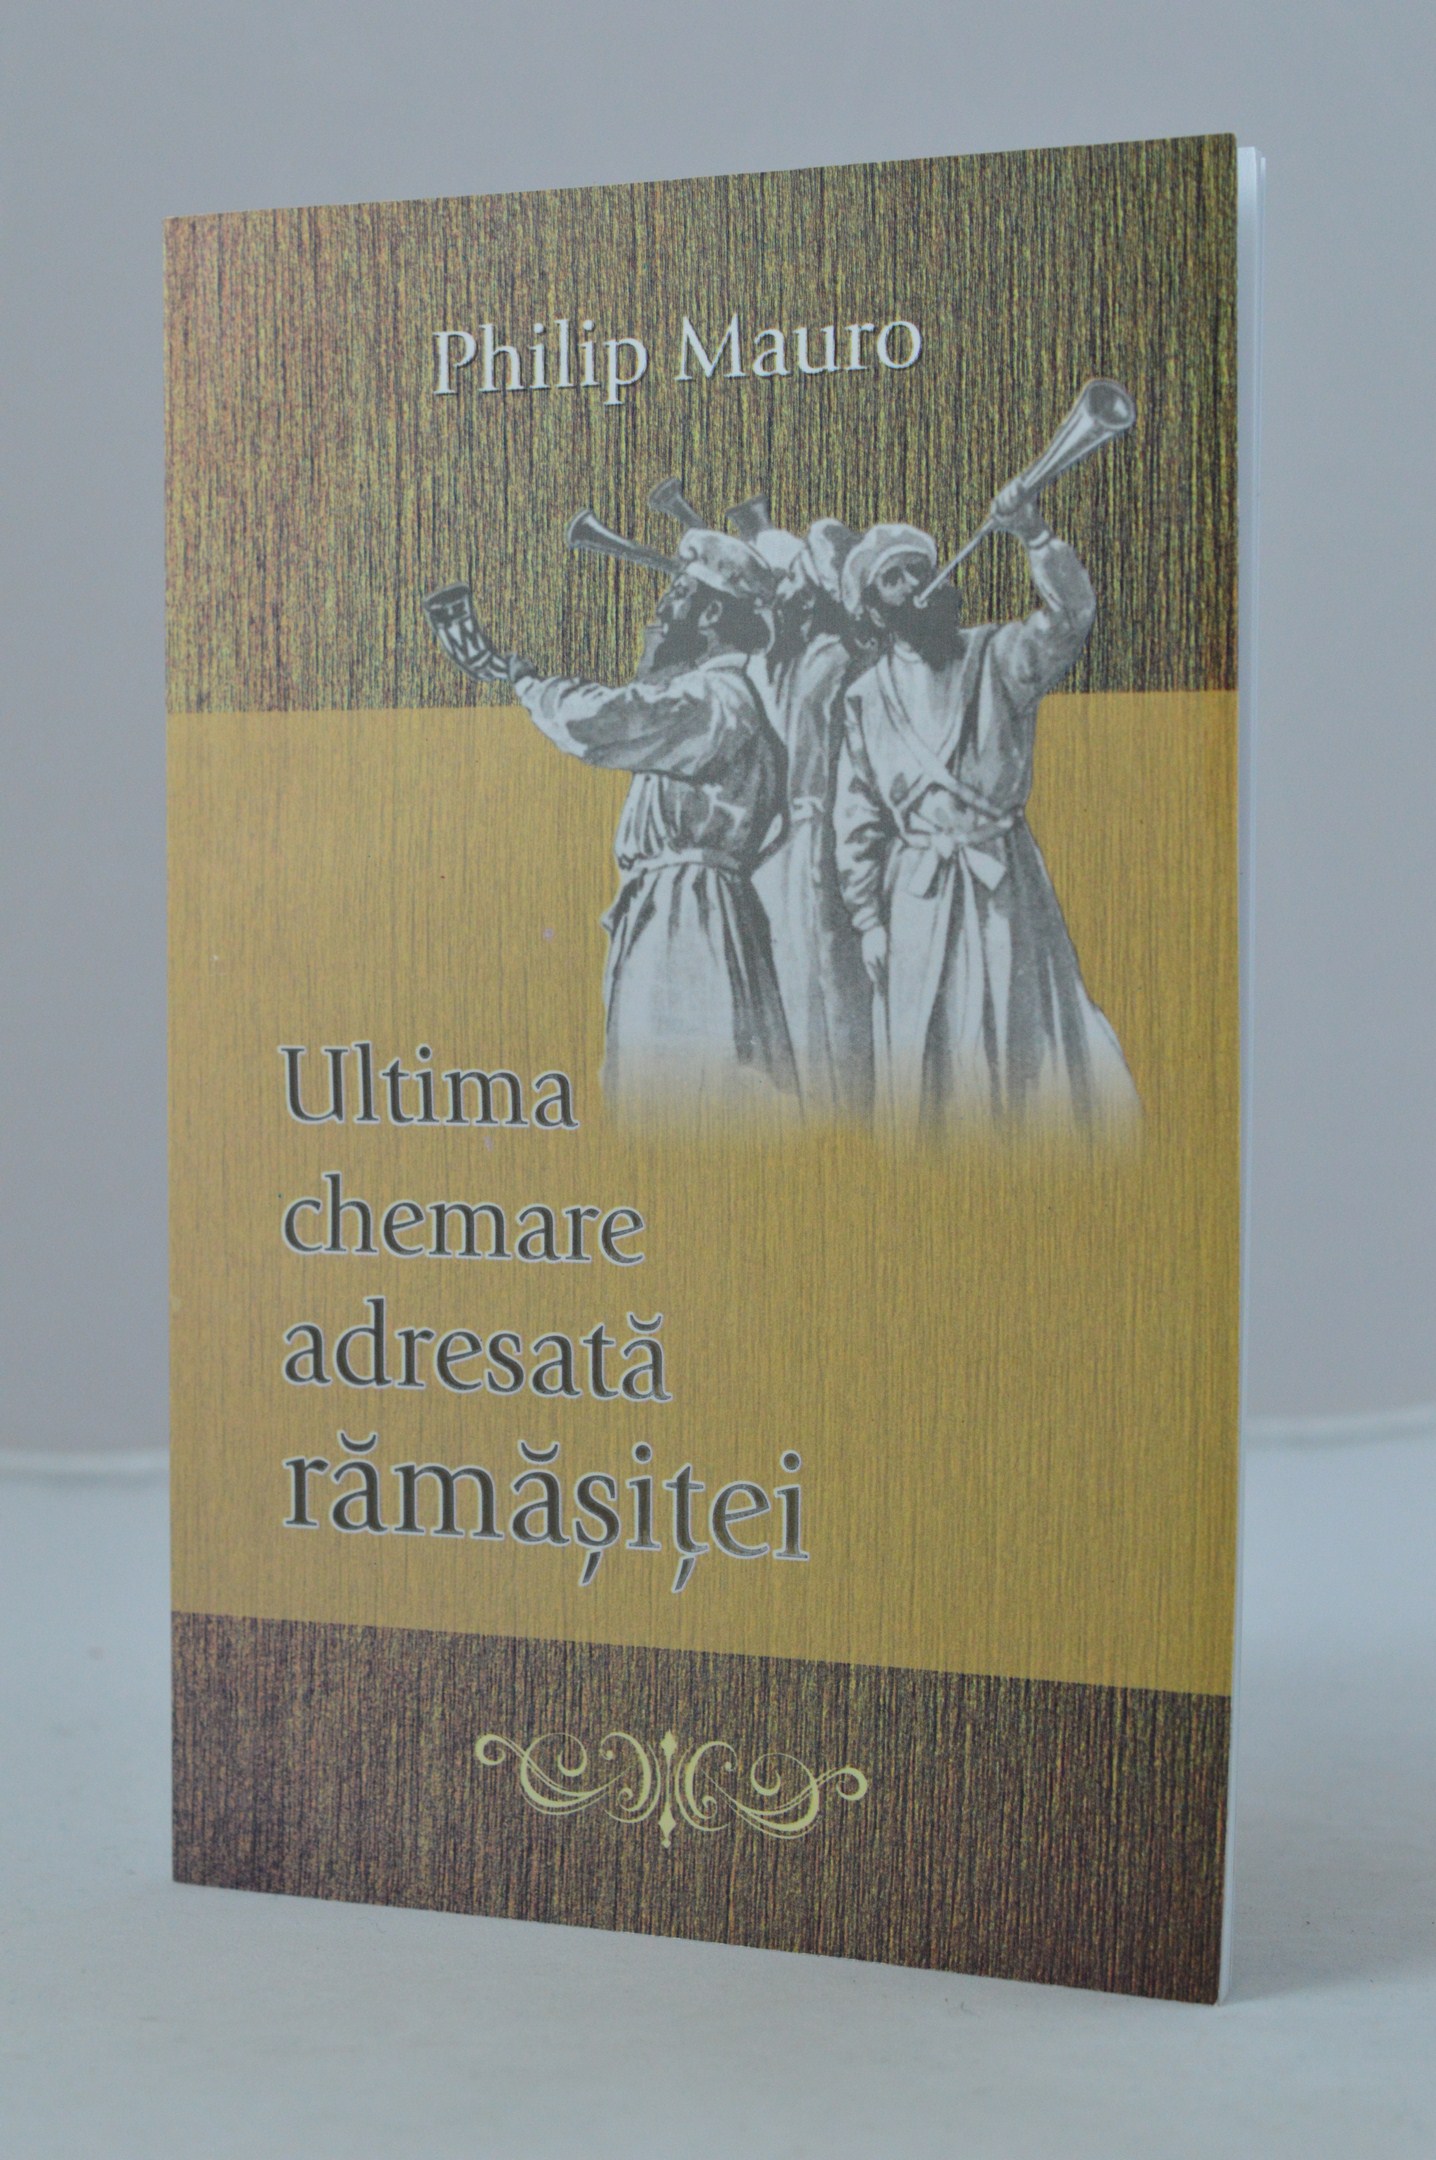 Philip Mauro
Ultima
chemare
adresată
rămășiței